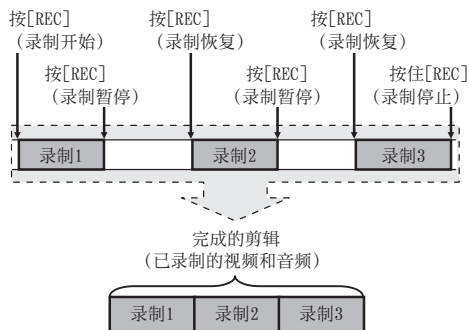 按[REC]
(录制开始)
按[REC]
(录制恢复)
按[REC]
(录制恢复)
按[REC]
(录制暂停)
按[REC]
(录制暂停)
按住[REC]
(录制停止)
录制1
录制2
录制3
完成的剪辑
(已录制的视频和音频)
录制1
录制2
录制3